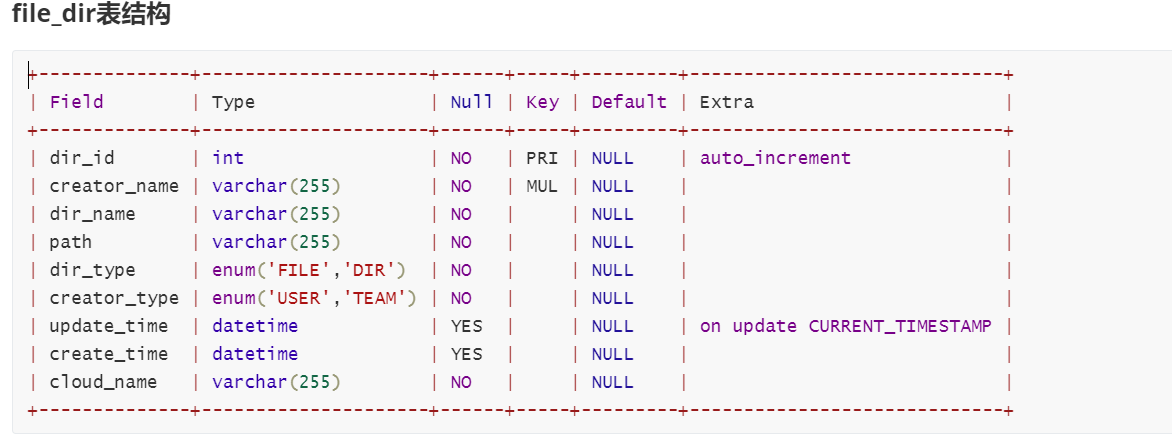 file_dir表结构
+--------------+---------------------+------+-----+---------+-----------------------------+
| Field        | Type                | Null | Key | Default | Extra                       |
+--------------+---------------------+------+-----+---------+-----------------------------+
| dir_id       | int                 | NO   | PRI | NULL    | auto_increment              |
| creator_name | varchar(255)        | NO   | MUL | NULL    |                             |
| dir_name     | varchar(255)        | NO   |     | NULL    |                             |
| path         | varchar(255)        | NO   |     | NULL    |                             |
| dir_type     | enum('FILE','DIR')  | NO   |     | NULL    |                             |
| creator_type | enum('USER','TEAM') | NO   |     | NULL    |                             |
| update_time  | datetime            | YES  |     | NULL    | on update CURRENT_TIMESTAMP |
| create_time  | datetime            | YES  |     | NULL    |                             |
| cloud_name   | varchar(255)        | NO   |     | NULL    |                             |
+--------------+---------------------+------+-----+---------+-----------------------------+